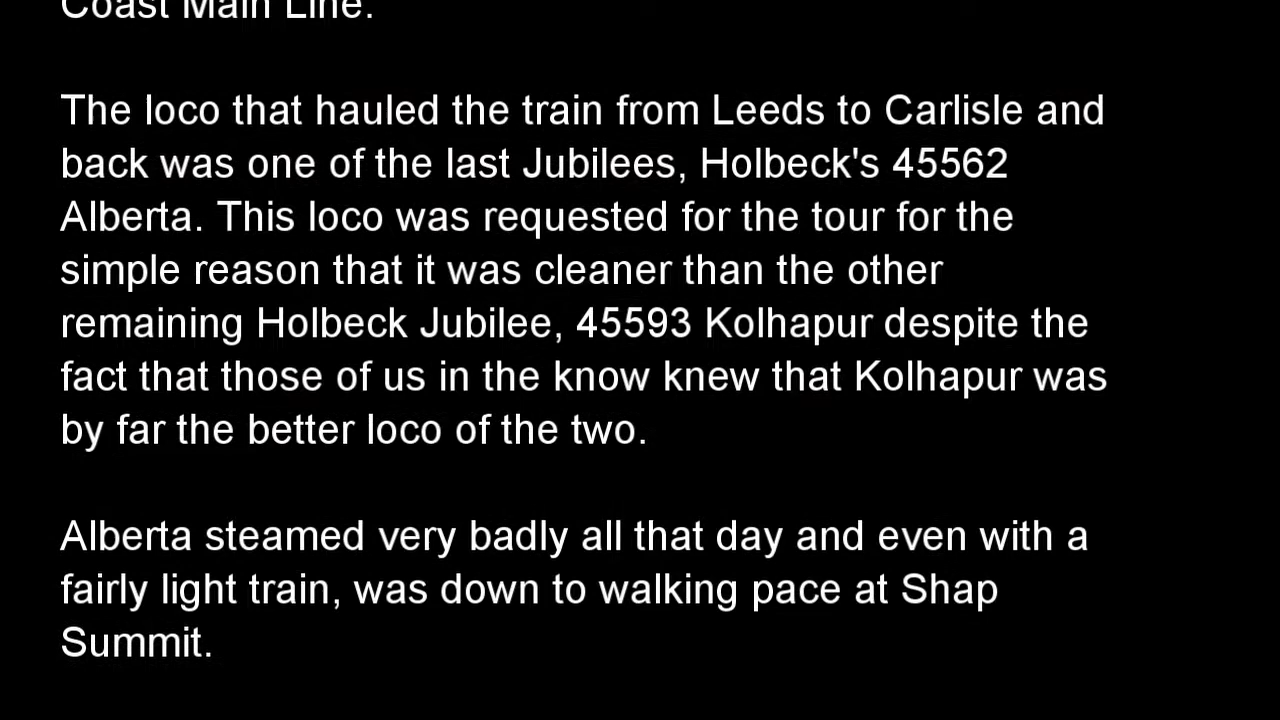 Coast Main Line.
The loco that hauled the train from Leeds to Carlisle and
back was one of the last Jubilees, Holbeck's 45562
Alberta. This loco was requested for the tour for the
simple reason that it was cleaner than the other
remaining Holbeck Jubilee, 45593 Kolhapur despite the
fact that those of us in the know knew that Kolhapur was
by far the better loco of the two.
Alberta steamed very badly all that day and even with a
fairly light train, was down to walking pace at Shap
Summit.